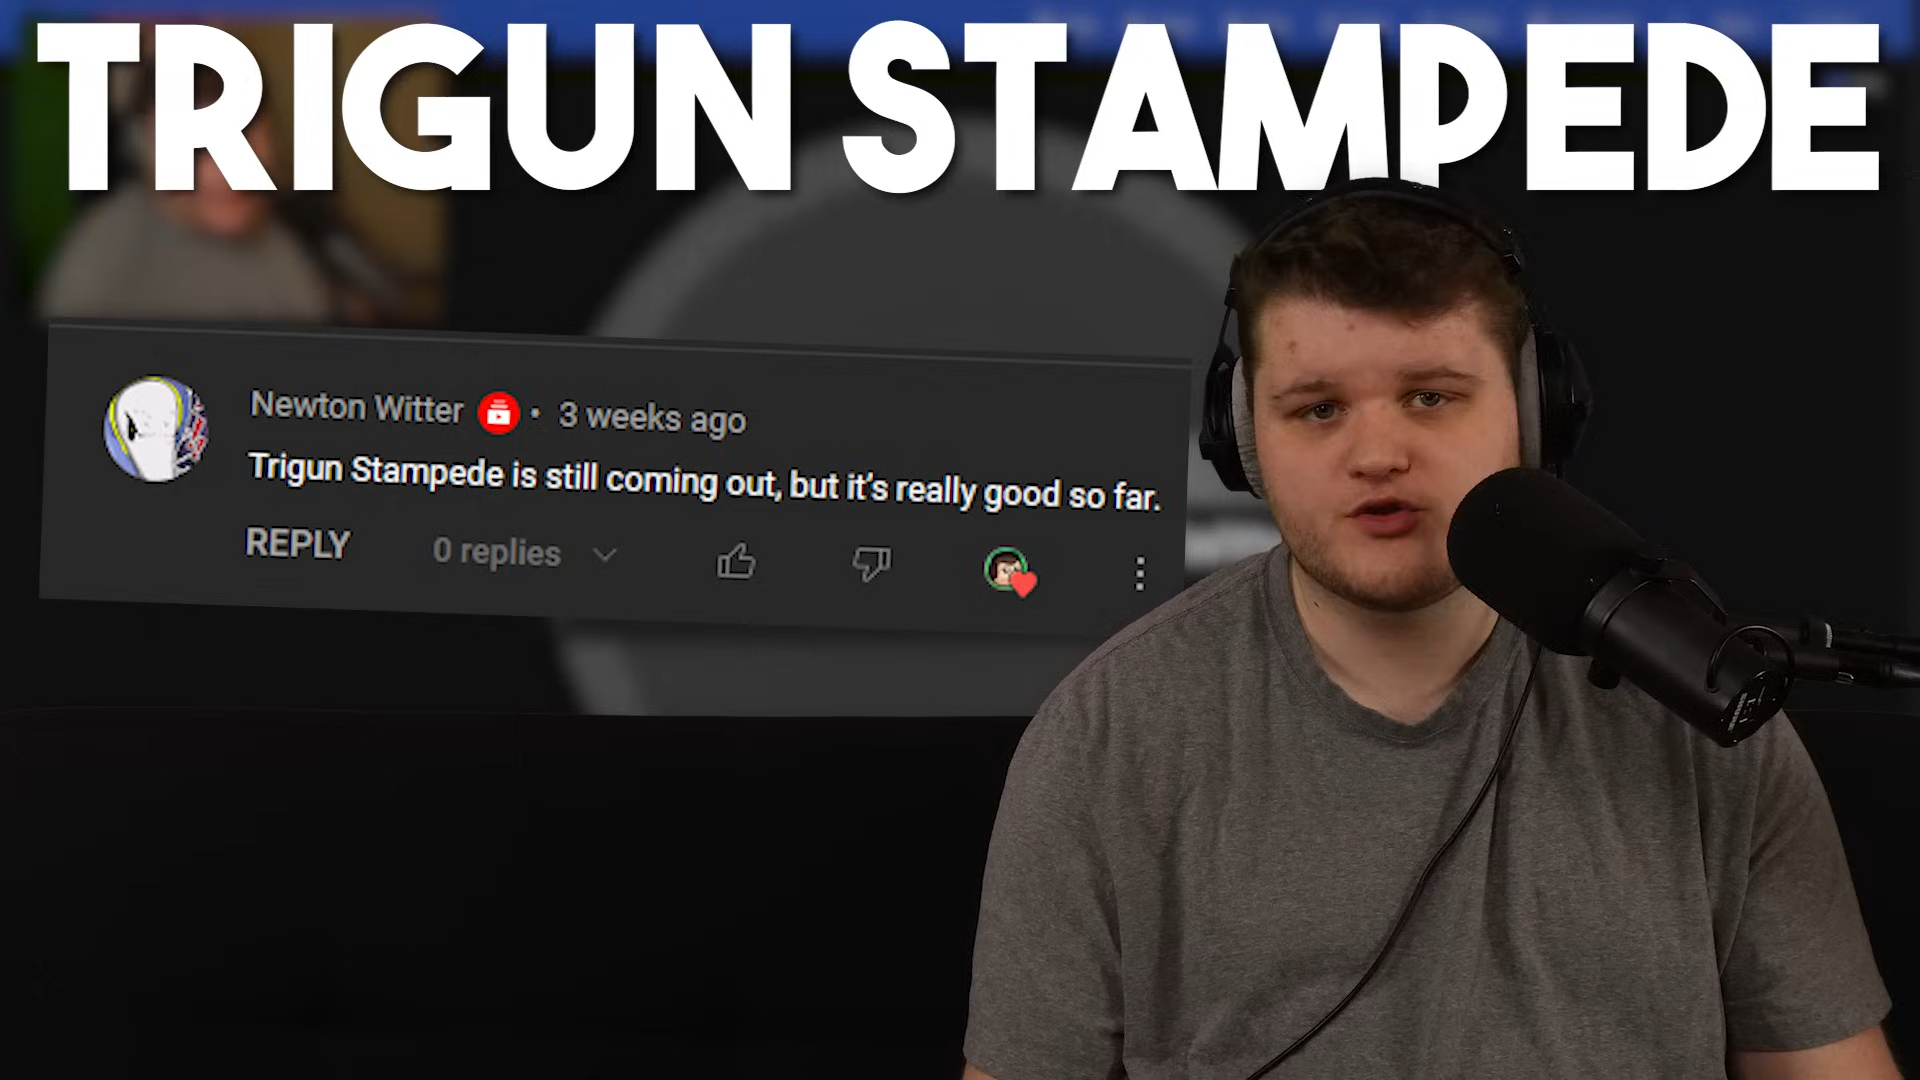 TRIGUN STAMPEDE
Newton Witter • 3 weeks ago
Trigun Stampede is still coming out, but it's really good so far.
REPLY 0 replies